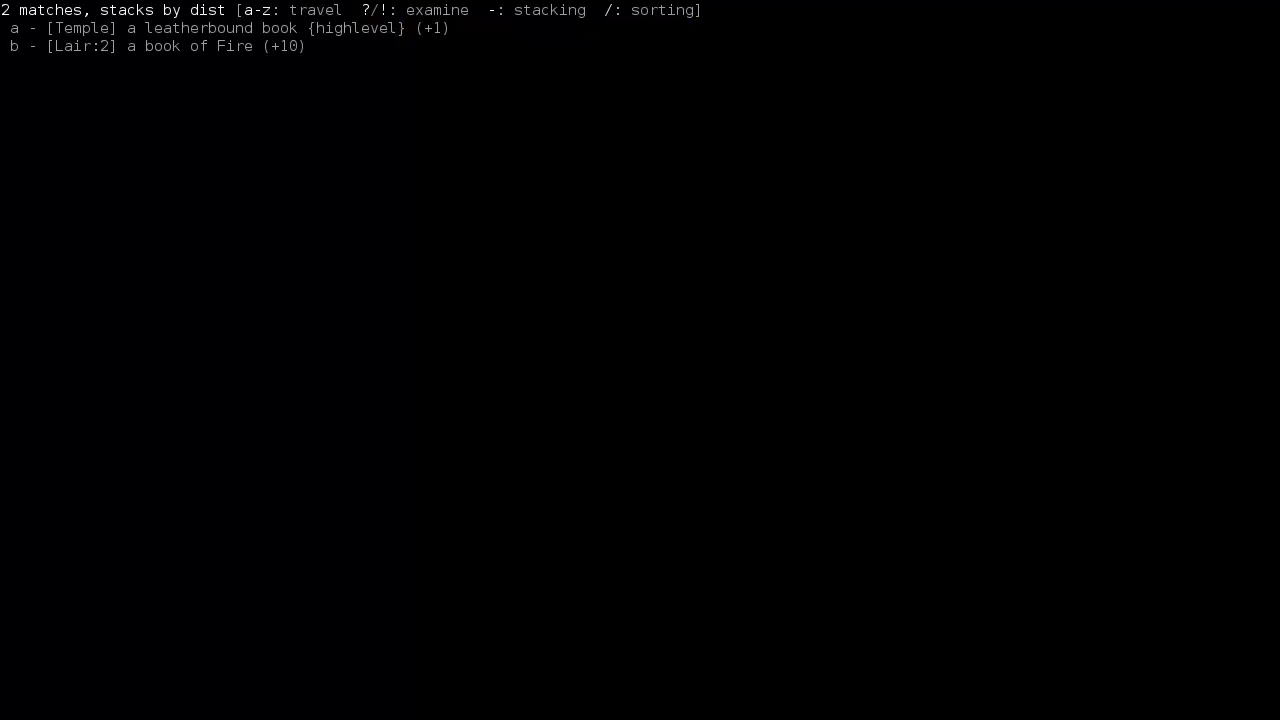 2 matches, stacks by dist [a-z: travel  ?/!: examine  -: stacking  /: sorting]
a - [Temple] a leatherbound book {highlevel} (+1)
b - [Lair:2] a book of Fire (+10)